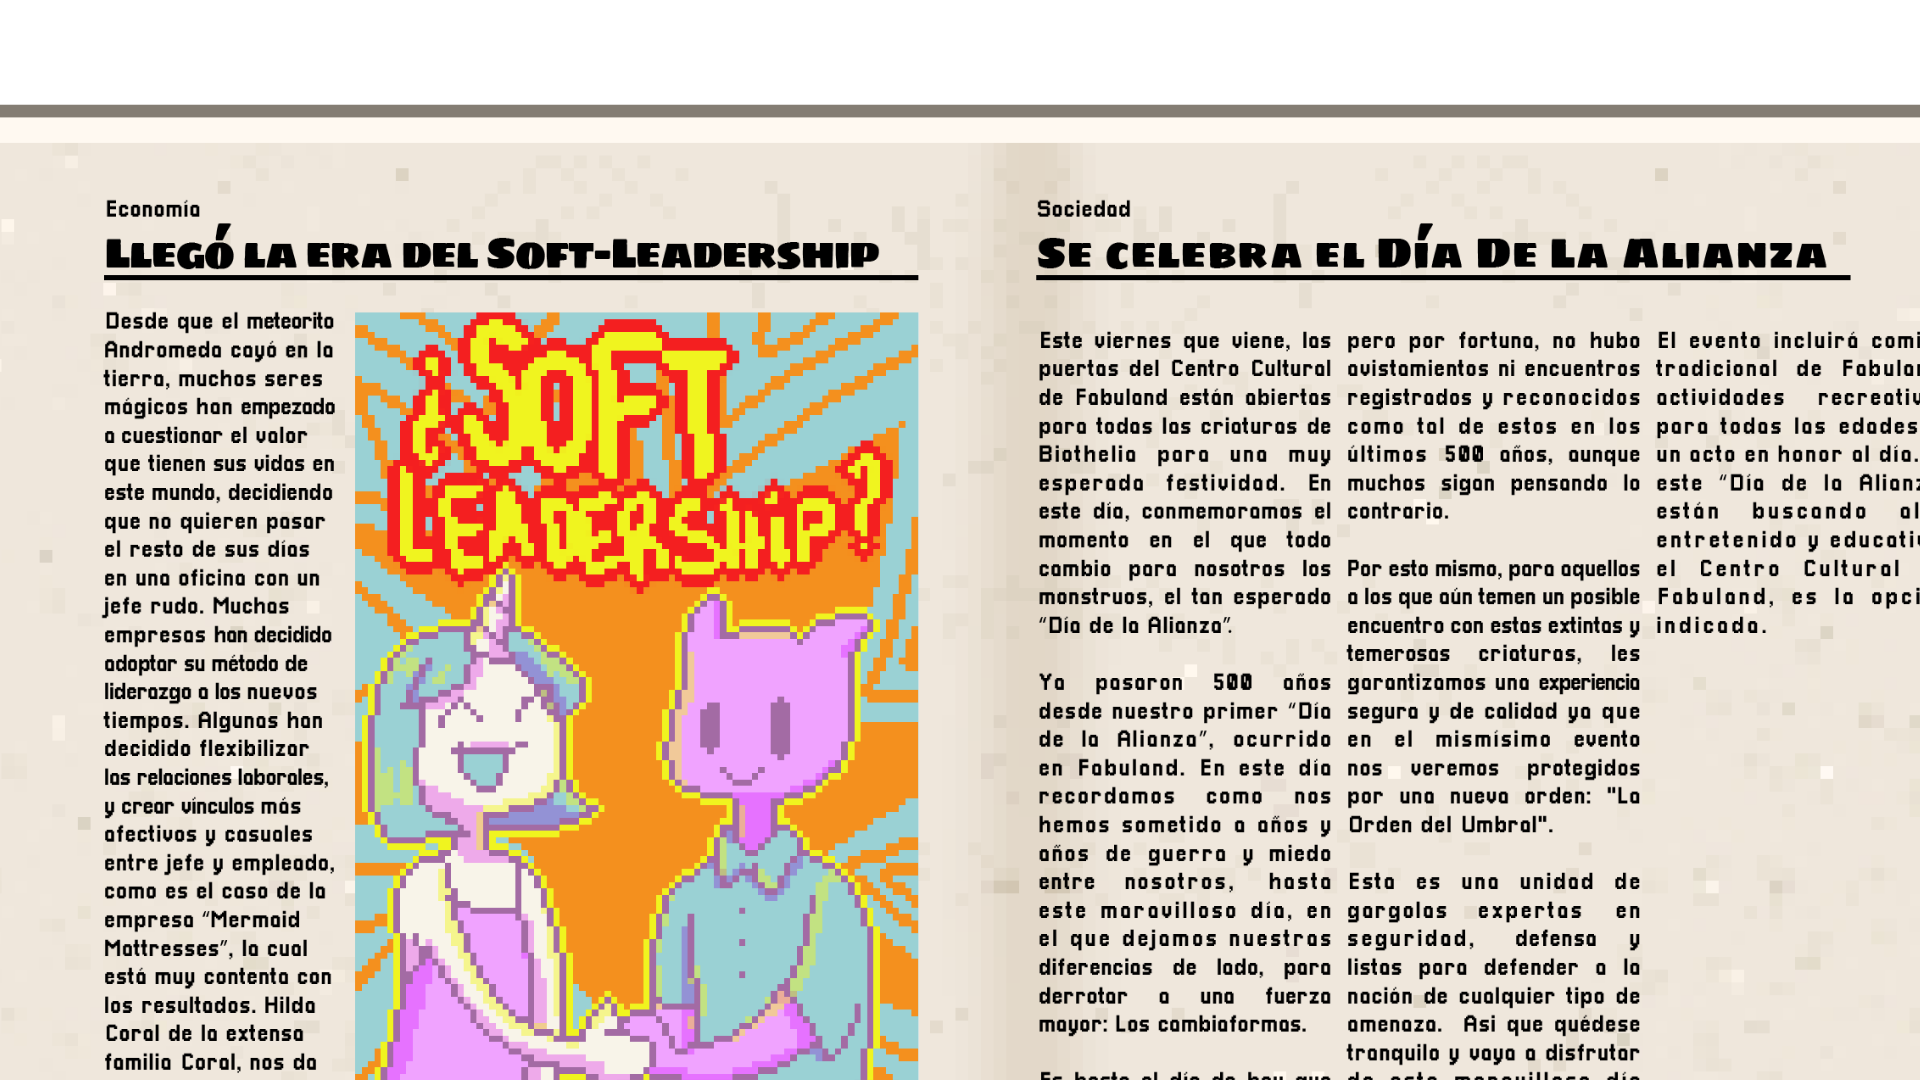 Economía
Llegó la era del Soft-Leadership
Desde que el meteorito
Andromeda cayó en la
tierra, muchos seres
mágicos han empezado
a cuestionar el valor
que tienen sus vidas en
este mundo, decidiendo
que no quieren pasar
el resto de sus días
en una oficina con un
jefe rudo. Muchas
empresas han decidido
adoptar su método de
liderazgo a los nuevos
tiempos. Algunas han
decidido flexibilizar
las relaciones laborales,
y crear vínculos más
afectivos y casuales
entre jefe y empleado,
como es el caso de la
empresa “Mermaid
Mattresses”, la cual
está muy contenta con
los resultados. Hilda
Coral de la extensa
familia Coral, nos da
¿SOFT
LEADERSHIP?
Sociedad
Se celebra el Día De La Alianza
Este viernes que viene, las
puertas del Centro Cultural
de Fabuland están abiertas
para todas las criaturas de
Biathelia para una muy
esperada festividad. En
este día, conmemoramos el
momento en el que todo
cambio para nosotros los
monstruos, el tan esperado
“Día de la Alianza”.
Ya pasaron 500 años
desde nuestro primer “Día
de la Alianza”, ocurrido
en Fabuland. En este día
recordamos como nos
hemos sometido a años y
años de guerra y miedo
entre nosotros, hasta
este maravilloso día, en
el que dejamos nuestras
diferencias de lado, para
derrotar a una fuerza
mayor: Los cambiaformas.
Es hasta el día de hoy que
pero por fortuna, no hubo
avistamientos ni encuentros
registrados y reconocidos
como tal de estos en los
últimos 500 años, aunque
muchos sigan pensando lo
contrario.
Por esto mismo, para aquellos
a los que aún temen un posible
encuentro con estas extintas y
temerosas criaturas, les
garantizamos una experiencia
segura y de calidad ya que
en el mismísimo evento
nos veremos protegidos
por una nueva orden: "La
Orden del Umbral".
Esta es una unidad de
gargolas expertas en
seguridad, defensa y
listas para defender a la
nación de cualquier tipo de
amenaza. Asi que quédese
tranquilo y vaya a disfrutar
de este maravilloso día
El evento incluirá comi
tradicional de Fabulan
actividades recreativ
para todas las edades
un acto en honor al día.
este “Día de la Alianz
están buscando al
entretenido y educativ
el Centro Cultural
Fabuland, es la opci
indicada.